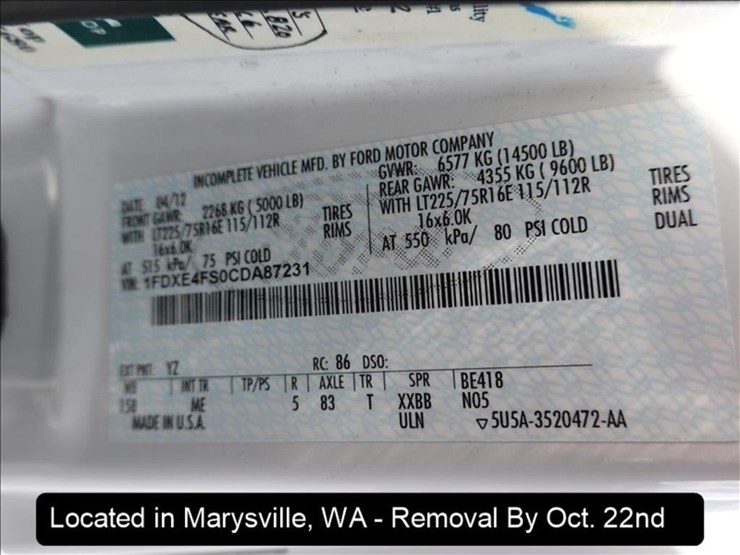 INCOMPLETE VEHICLE MFD. BY FORD MOTOR COMPANY
DATE 04/12
GVWR: 6577 KG (14500 LB)
FRONT GAWR: 2268 KG (5000 LB)
REAR GAWR: 4355 KG ( 9600 LB)
WITH LT225/75R16E 115/112R TIRES
WITH LT225/75R16E 115/112R TIRES
16x6.0K RIMS
16x6.0K RIMS
AT 515 kPa/ 75 PSI COLD
AT 550 kPa/ 80 PSI COLD DUAL
VIN: 1FDXE4FS0CDA87231
EXT PNT: YZ RC: 86 DSO:
WB INT TR TP/PS R AXLE TR SPR BE418
158 ME 5 83 T XXBB N05
MADE IN U.S.A. ULN 5U5A-3520472-AA
Located in Marysville, WA - Removal By Oct. 22nd